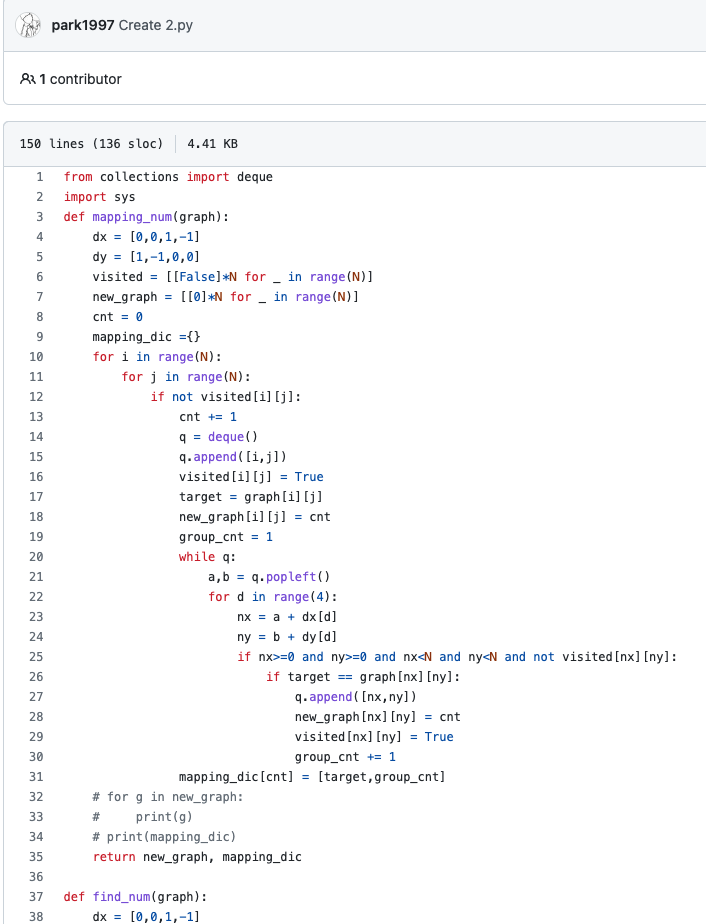 park1997 Create 2.py
1 contributor
150 lines (136 sloc) 4.41 KB
1 from collections import deque
2 import sys
3 def mapping_num(graph):
4     dx = [0,0,1,-1]
5     dy = [1,-1,0,0]
6     visited = [[False]*N for _ in range(N)]
7     new_graph = [[0]*N for _ in range(N)]
8     cnt = 0
9     mapping_dic ={}
10     for i in range(N):
11         for j in range(N):
12             if not visited[i][j]:
13                 cnt += 1
14                 q = deque()
15                 q.append([i,j])
16                 visited[i][j] = True
17                 target = graph[i][j]
18                 new_graph[i][j] = cnt
19                 group_cnt = 1
20                 while q:
21                     a,b = q.popleft()
22                     for d in range(4):
23                         nx = a + dx[d]
24                         ny = b + dy[d]
25                         if nx>=0 and ny>=0 and nx<N and ny<N and not visited[nx][ny]:
26                             if target == graph[nx][ny]:
27                                 q.append([nx,ny])
28                                 new_graph[nx][ny] = cnt
29                                 visited[nx][ny] = True
30                                 group_cnt += 1
31                 mapping_dic[cnt] = [target,group_cnt]
32     # for g in new_graph:
33     #     print(g)
34     # print(mapping_dic)
35     return new_graph, mapping_dic
36
37 def find_num(graph):
38     dx = [0,0,1,-1]